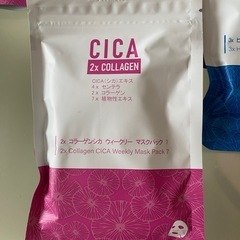 CICA
2x COLLAGEN
CICA(シカ)エキス
4x センテラ
2x コラーゲン
1x 植物性エキス
2x コラーゲンシカ ウィークリー マスクパック 7
2x Collagen CICA Weekly Mask Pack 7
3x